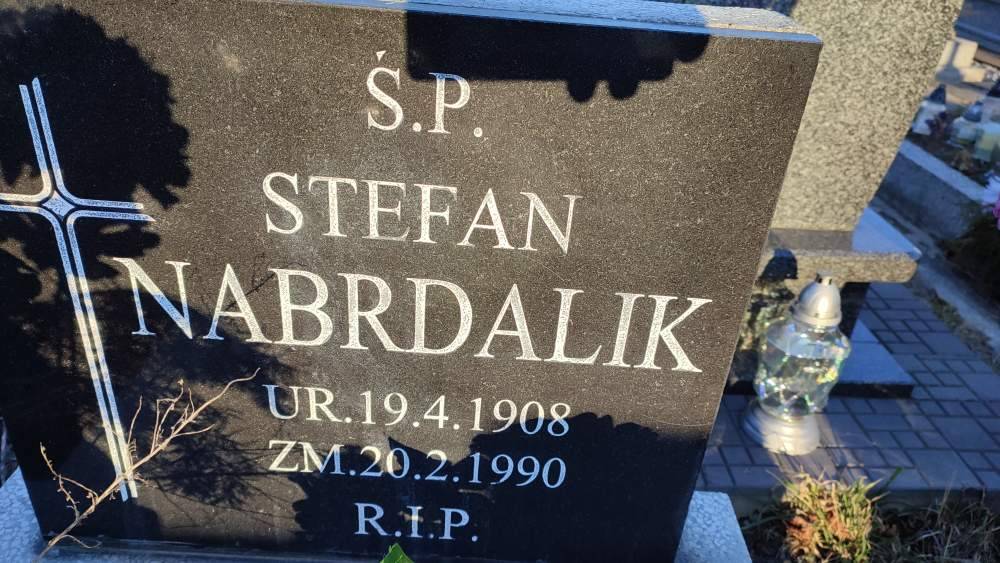 Ś.P.
STEFAN
NABRDALIK
UR.19.4.1908
ZM.20.2.1990
R.I.P.